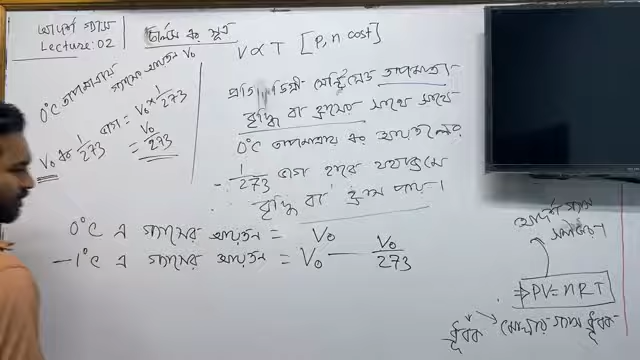 আদর্শ গ্যাস
Lecture:02
চার্লস এর সূত্র
V∝T [P, n cost]
0°C তাপমাত্রায়
গ্যাসের আয়তন V₀
V₀ এর 1/273 ভাগ = V₀ × 1/273
= V₀/273
প্রতি ডিগ্রী সেন্টিগ্রেড তাপমাত্রা
বৃদ্ধি বা হ্রাসের সাথে সাথে
0°C তাপমাত্রায় এর আয়তনের
1/273 ভাগ হারে যথাক্রমে
বৃদ্ধি বা হ্রাস পায়।
0°C এ গ্যাসের আয়তন = V₀
-1°C এ গ্যাসের আয়তন = V₀ - V₀/273
আদর্শ গ্যাস
সমীকরণ
⇒ PV = nRT
ধ্রুবক
মোলার গ্যাস ধ্রুবক